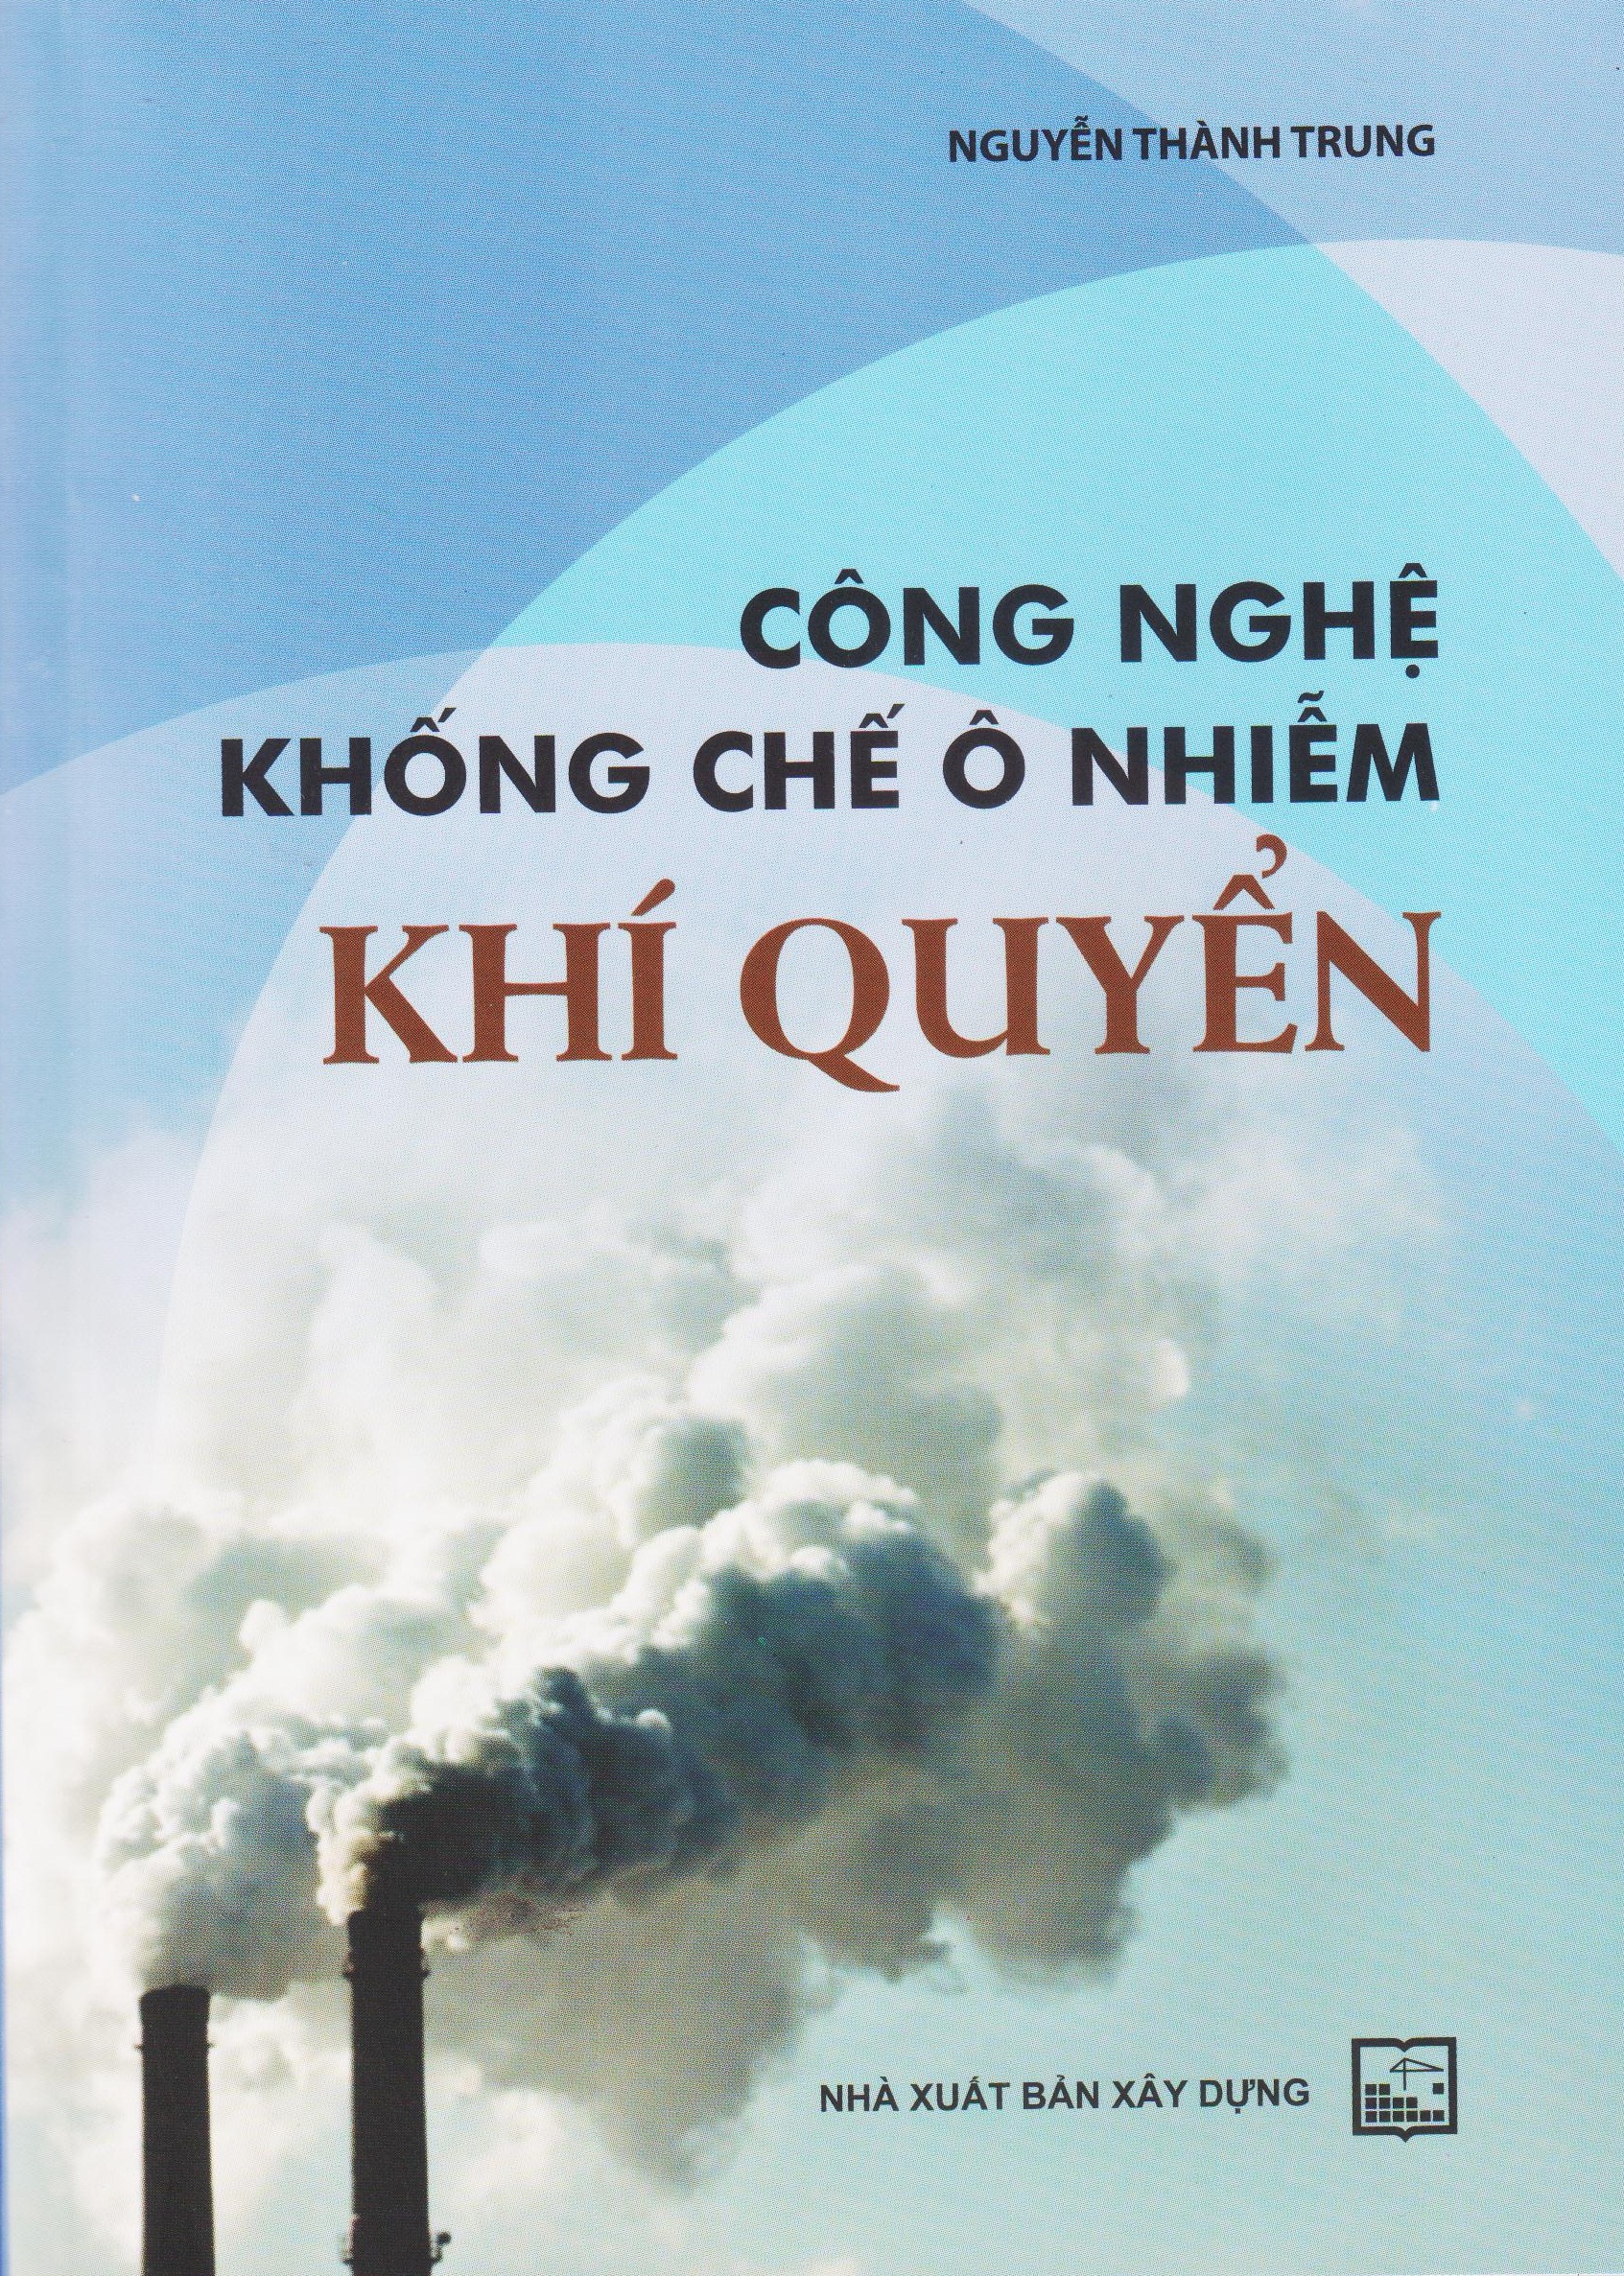 NGUYỄN THÀNH TRUNG
CÔNG NGHỆ
KHỐNG CHẾ Ô NHIỄM
KHÍ QUYỂN
NHÀ XUẤT BẢN XÂY DỰNG